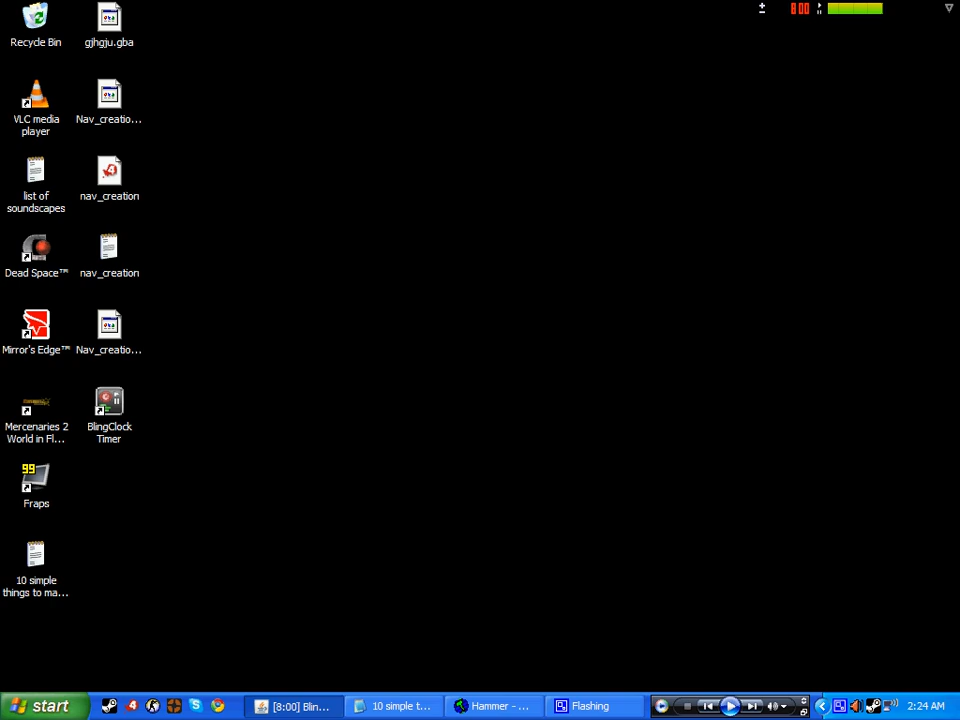 Recycle Bin
gjhgju.gba
VLC media
player
Nav_creatio...
list of
soundscapes
nav_creation
Dead Space™
nav_creation
Mirror's Edge™
Nav_creatio...
Mercenaries 2
World in Fl...
BlingClock
Timer
99
Fraps
10 simple
things to ma...
8:00
start
[8:00] Blin...
10 simple t...
Hammer - ...
Flashing
2:24 AM